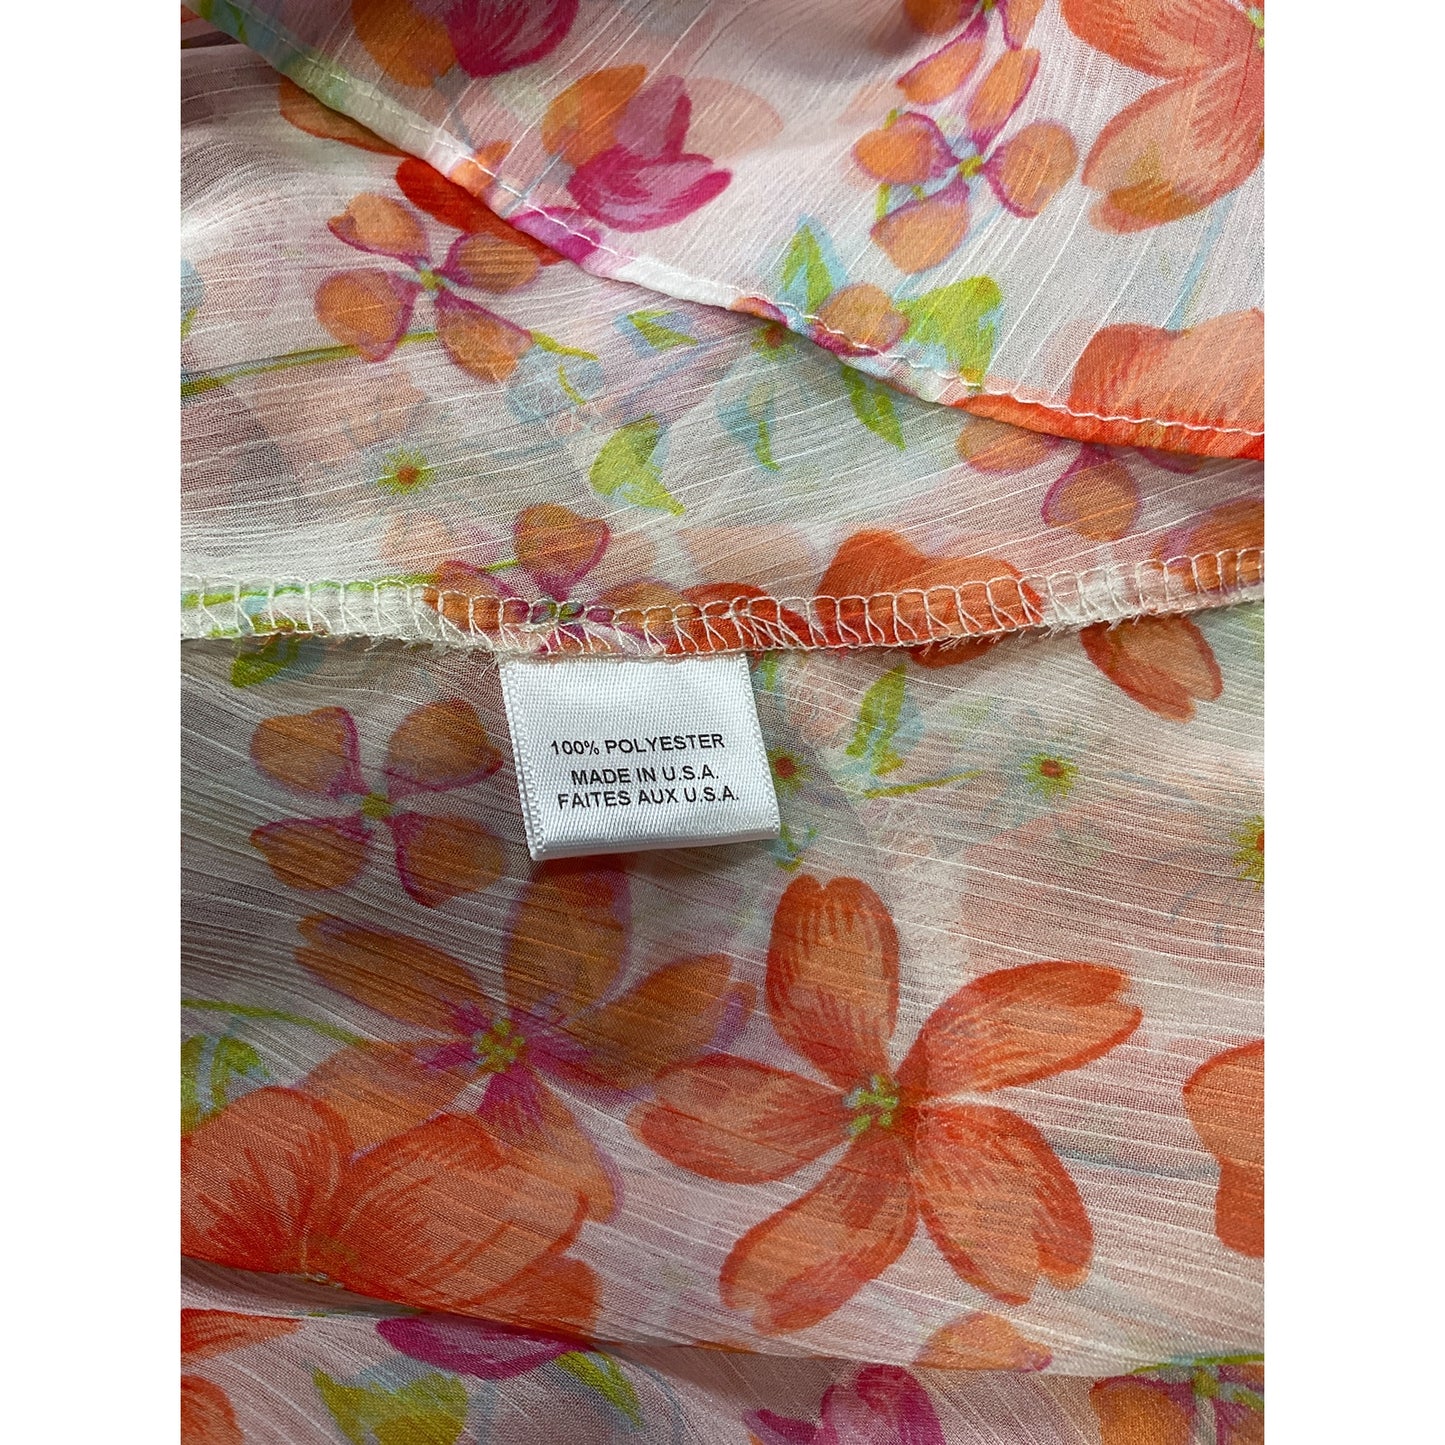 100% POLYESTER
MADE IN U.S.A.
FAITES AUX U.S.A.